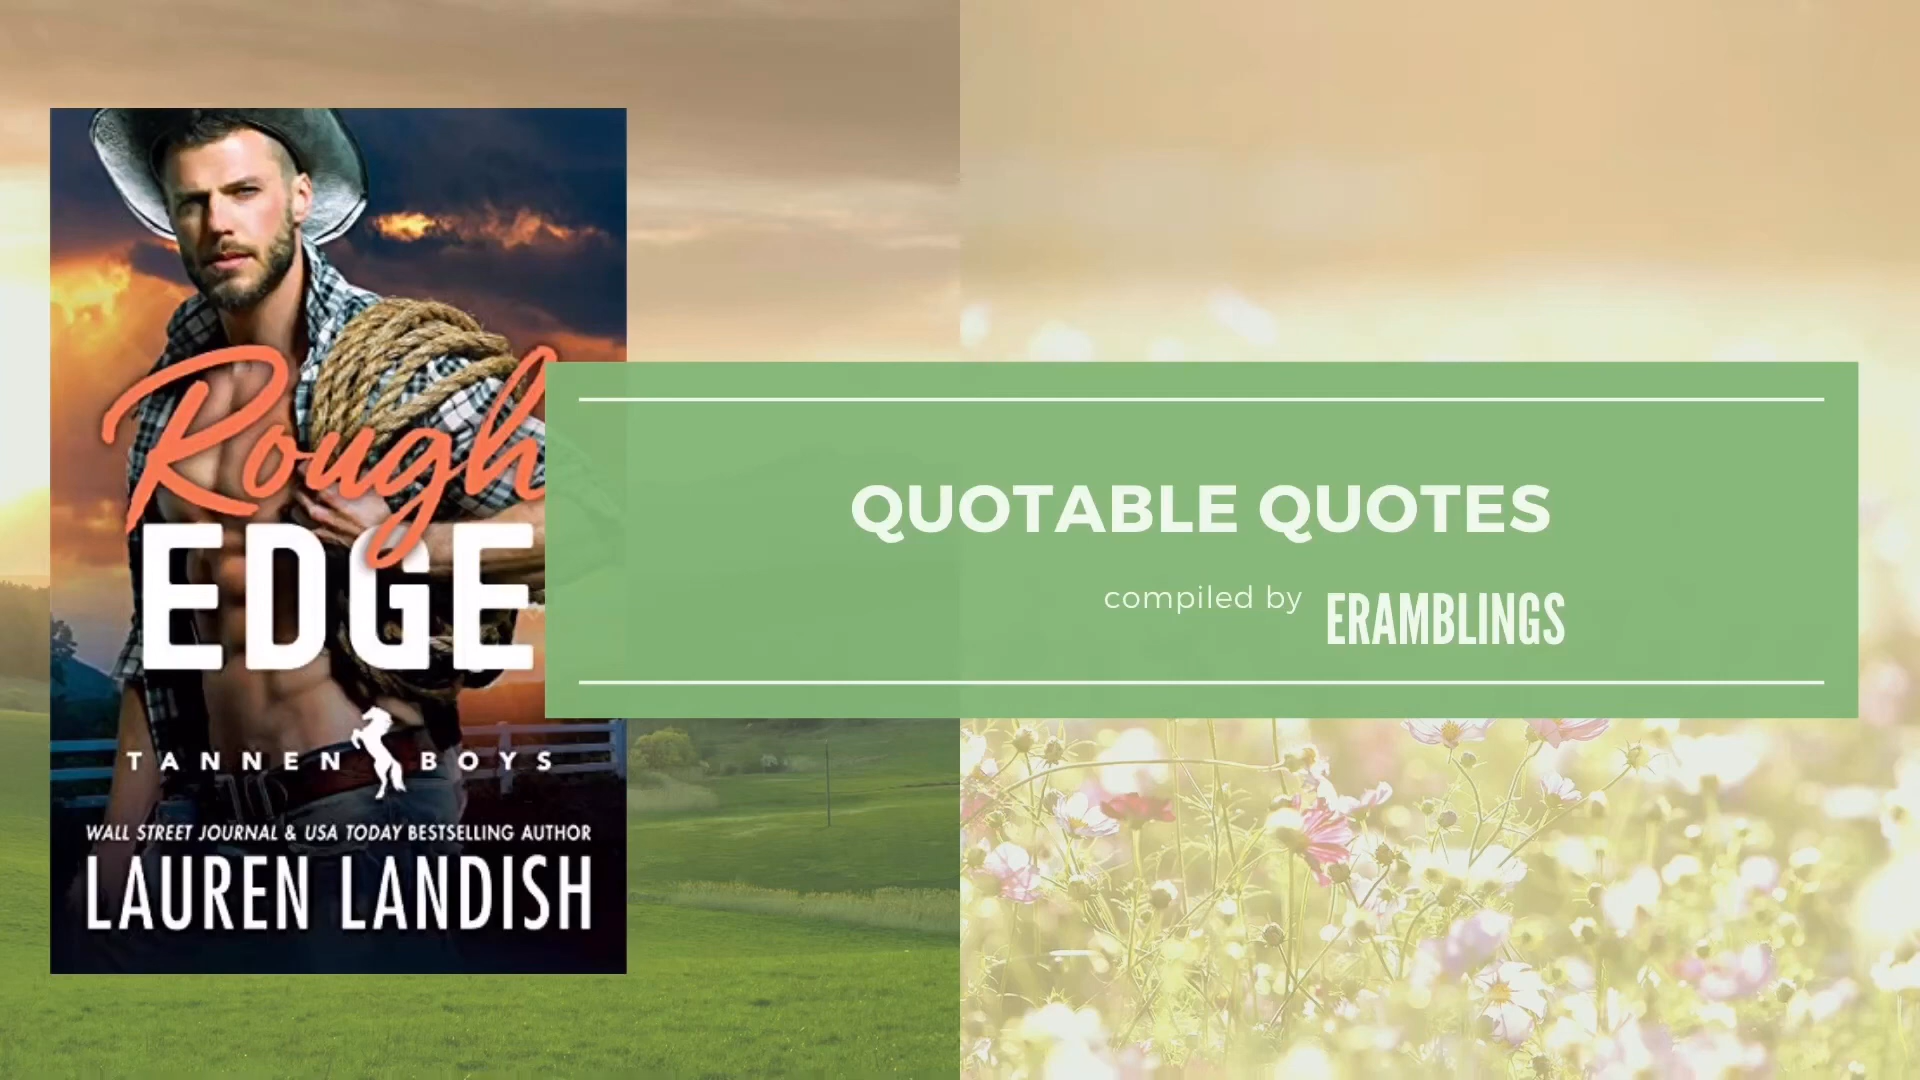 Rough
EDGE
TANNEN BOYS
WALL STREET JOURNAL & USA TODAY BESTSELLING AUTHOR
LAUREN LANDISH
QUOTABLE QUOTES
compiled by ERAMBLINGS